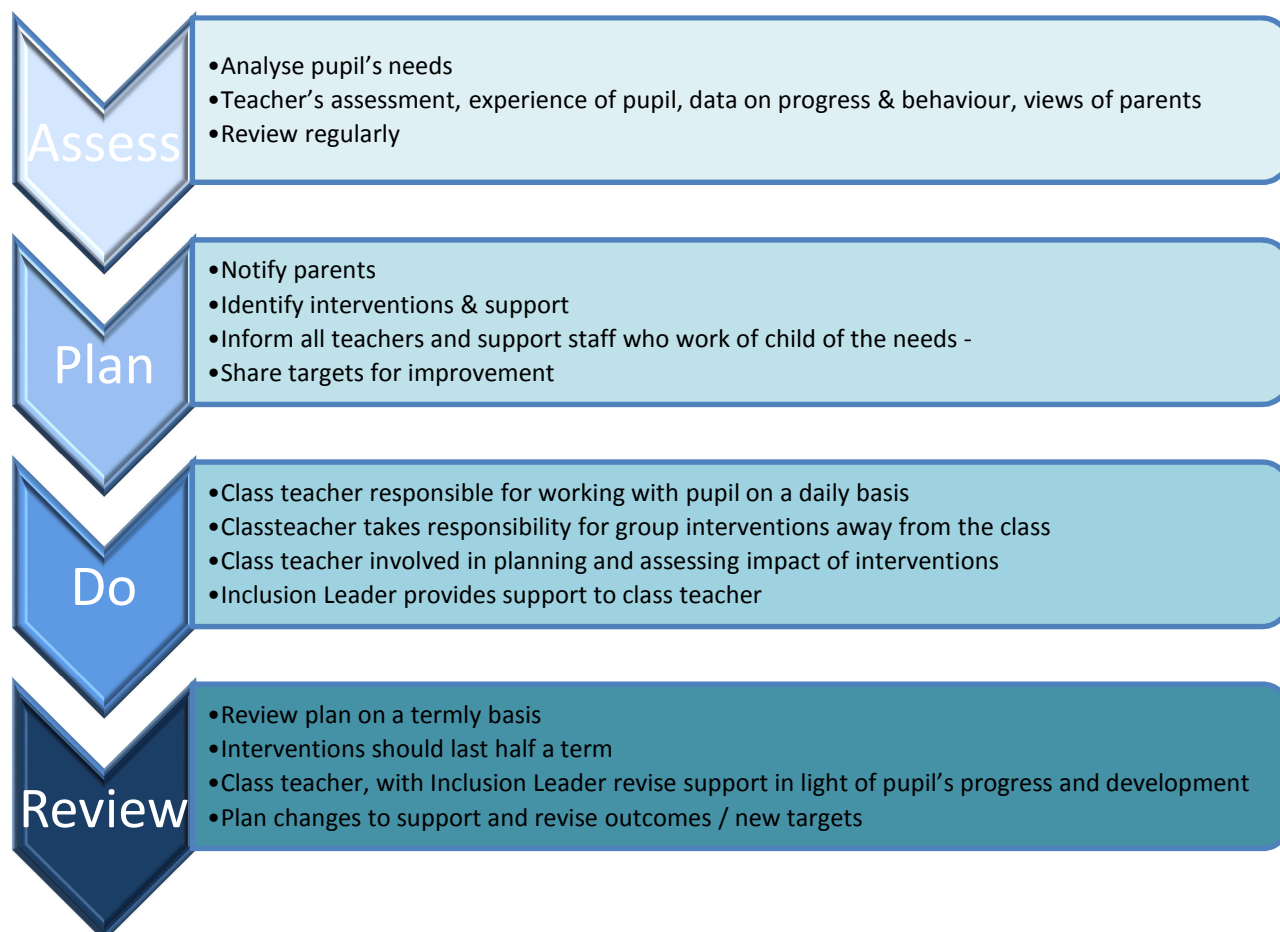 Assess
•Analyse pupil’s needs
•Teacher’s assessment, experience of pupil, data on progress & behaviour, views of parents
•Review regularly
Plan
•Notify parents
•Identify interventions & support
•Inform all teachers and support staff who work of child of the needs -
•Share targets for improvement
Do
•Class teacher responsible for working with pupil on a daily basis
•Classteacher takes responsibility for group interventions away from the class
•Class teacher involved in planning and assessing impact of interventions
•Inclusion Leader provides support to class teacher
Review
•Review plan on a termly basis
•Interventions should last half a term
•Class teacher, with Inclusion Leader revise support in light of pupil’s progress and development
•Plan changes to support and revise outcomes / new targets